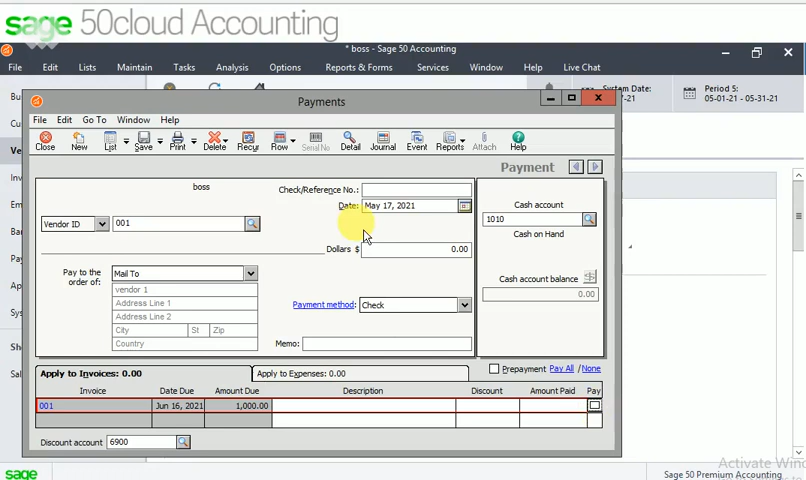 sage 50cloud Accounting
* boss - Sage 50 Accounting
File Edit Lists Maintain Tasks Analysis Options Reports & Forms Services Window Help Live Chat
System Date:
Period 5:
05-01-21 - 05-31-21
Payments
File Edit Go To Window Help
Close New List Save Print Delete Recur Row Serial No Detail Journal Event Reports Attach Help
Payment
boss
Check/Reference No.:
Date: May 17, 2021
Vendor ID 001
Dollars $ 0.00
Pay to the order of: Mail To
vendor 1
Address Line 1
Address Line 2
City St Zip
Country
Payment method: Check
Memo:
Cash account
1010
Cash on Hand
Cash account balance
0.00
Apply to Invoices: 0.00 Apply to Expenses: 0.00
Prepayment Pay All / None
Invoice Date Due Amount Due Description Discount Amount Paid Pay
001 Jun 16, 2021 1,000.00
Discount account 6900
Activate
sage
Sage 50 Premium Accounting